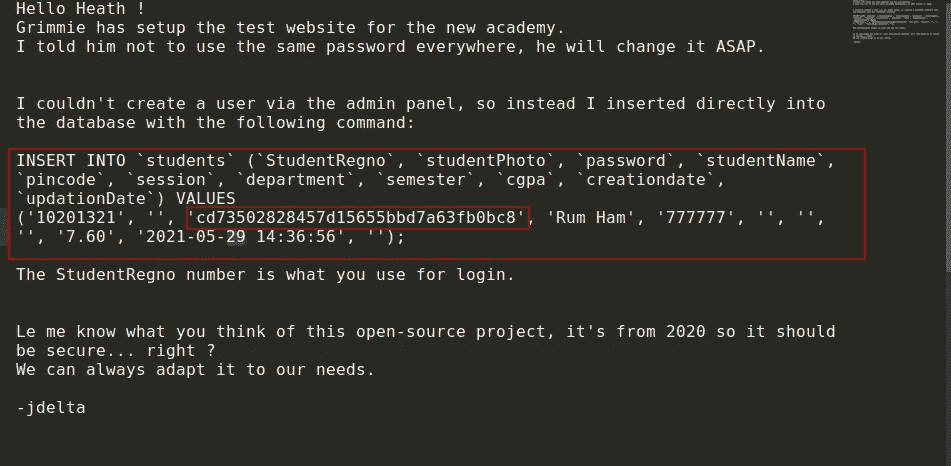 Hello Heath !
Grimmie has setup the test website for the new academy.
I told him not to use the same password everywhere, he will change it ASAP.
I couldn't create a user via the admin panel, so instead I inserted directly into
the database with the following command:
INSERT INTO `students` (`StudentRegno`, `studentPhoto`, `password`, `studentName`,
`pincode`, `session`, `department`, `semester`, `cgpa`, `creationdate`,
`updationDate`) VALUES
('10201321', '', 'cd73502828457d15655bbd7a63fb0bc8', 'Rum Ham', '777777', '', '',
'', '7.60', '2021-05-29 14:36:56', '');
The StudentRegno number is what you use for login.
Le me know what you think of this open-source project, it's from 2020 so it should
be secure... right ?
We can always adapt it to our needs.
-jdelta